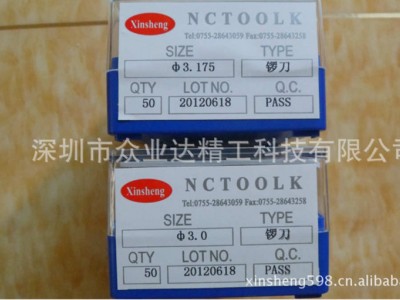 Xinsheng NCTOOLK
Tel:0755-28643059 Fax:0755-28643258
SIZE TYPE
Φ3.175 锣刀
QTY LOT NO. Q.C.
50 20120618 PASS
深圳市众业达精工科技有限公司
Xinsheng NCTOOLK
Tel:0755-28643059 Fax:0755-28643258
SIZE TYPE
Φ3.0 锣刀
QTY LOT NO. Q.C.
50 20120618 PASS
xinsheng598.cn.alibaba.com